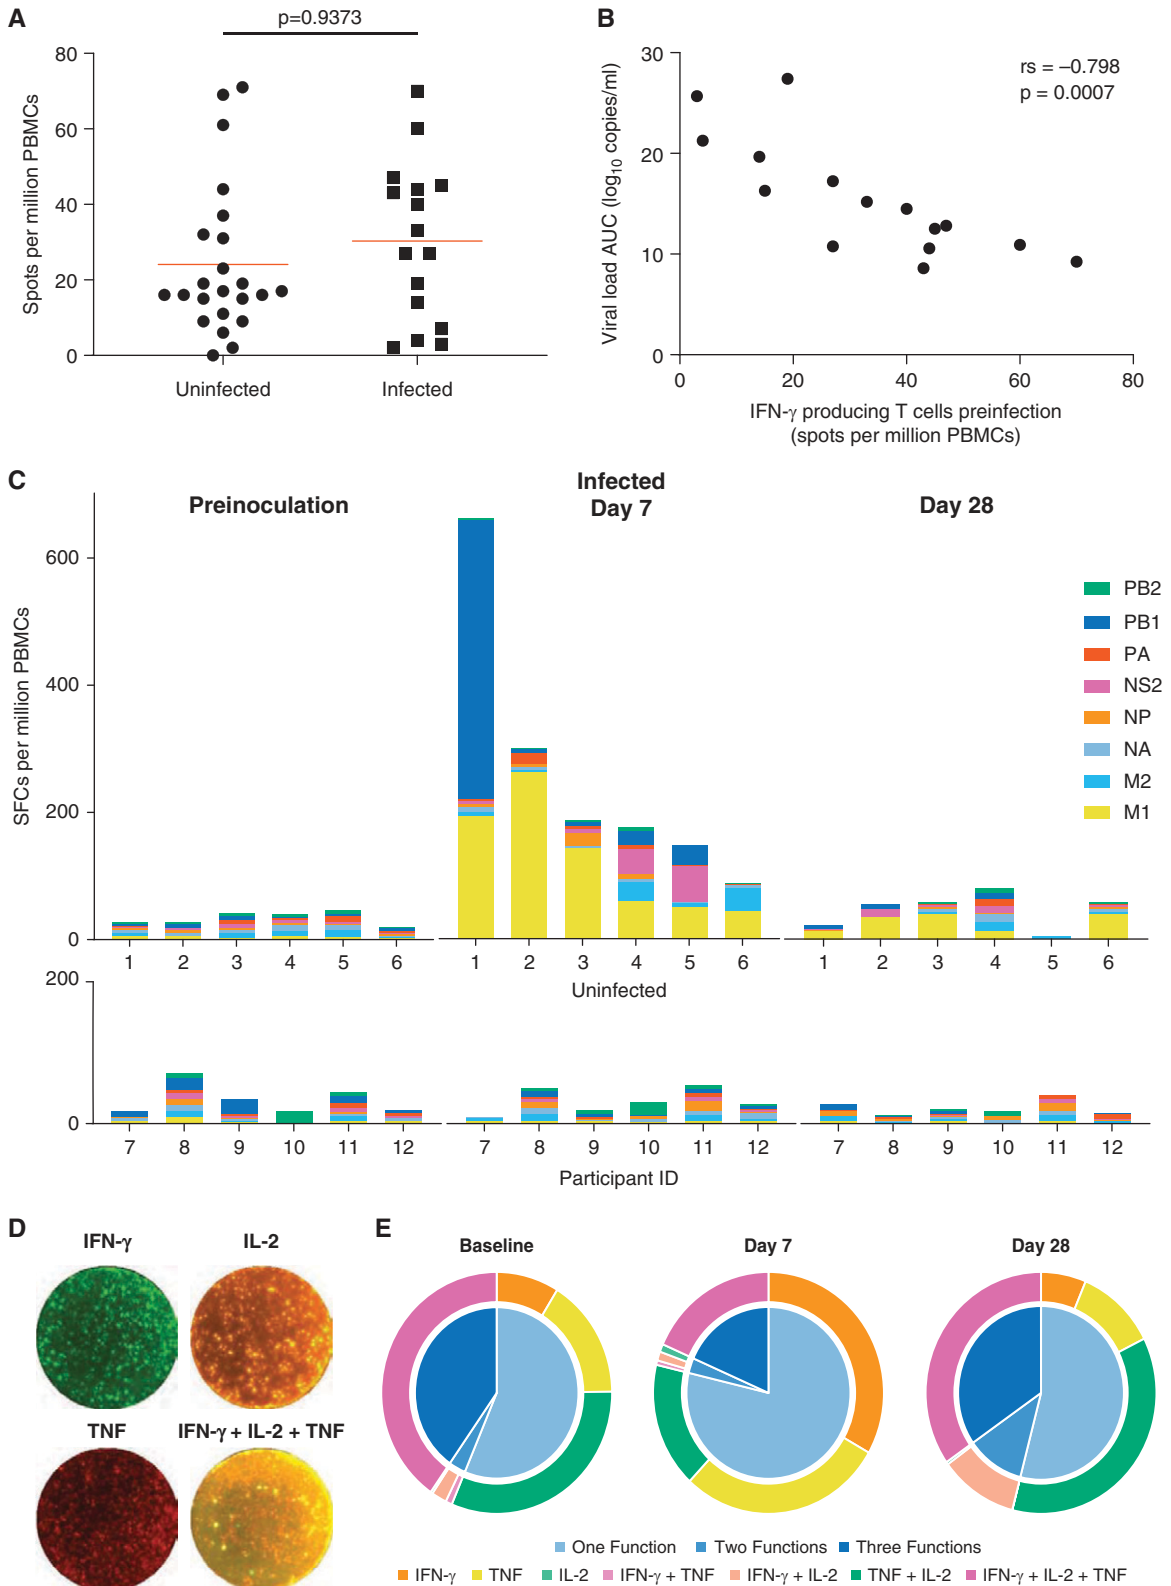 A
p=0.9373
80
60
40
20
0
Spots per million PBMCs
Uninfected
Infected
B
30
20
10
0
Viral load AUC (log10 copies/ml)
rs = –0.798
p = 0.0007
0
20
40
60
80
IFN-γ producing T cells preinfection
(spots per million PBMCs)
C
Infected
Preinoculation
Day 7
Day 28
600
400
200
0
SFCs per million PBMCs
PB2
PB1
PA
NS2
NP
NA
M2
M1
1 2 3 4 5 6
1 2 3 4 5 6
1 2 3 4 5 6
Uninfected
200
0
7 8 9 10 11 12
7 8 9 10 11 12
7 8 9 10 11 12
Participant ID
D
IFN-γ
IL-2
TNF
IFN-γ + IL-2 + TNF
E
Baseline
Day 7
Day 28
One Function
Two Functions
Three Functions
IFN-γ
TNF
IL-2
IFN-γ + TNF
IFN-γ + IL-2
TNF + IL-2
IFN-γ + IL-2 + TNF